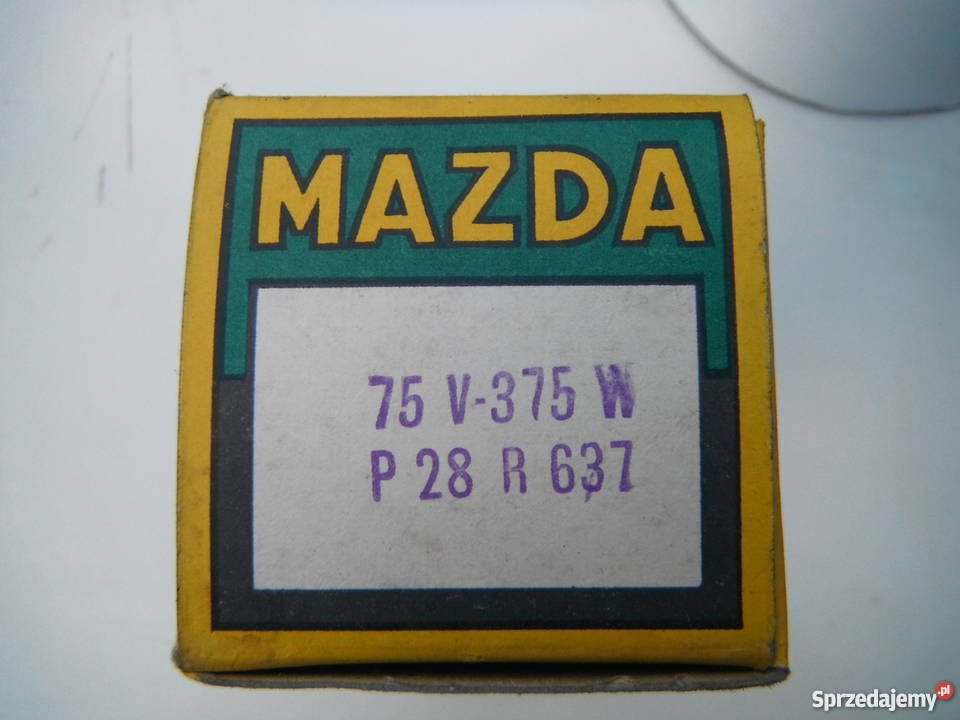 MAZDA
75 V-375 W
P 28 R 637
Sprzedajemy.pl